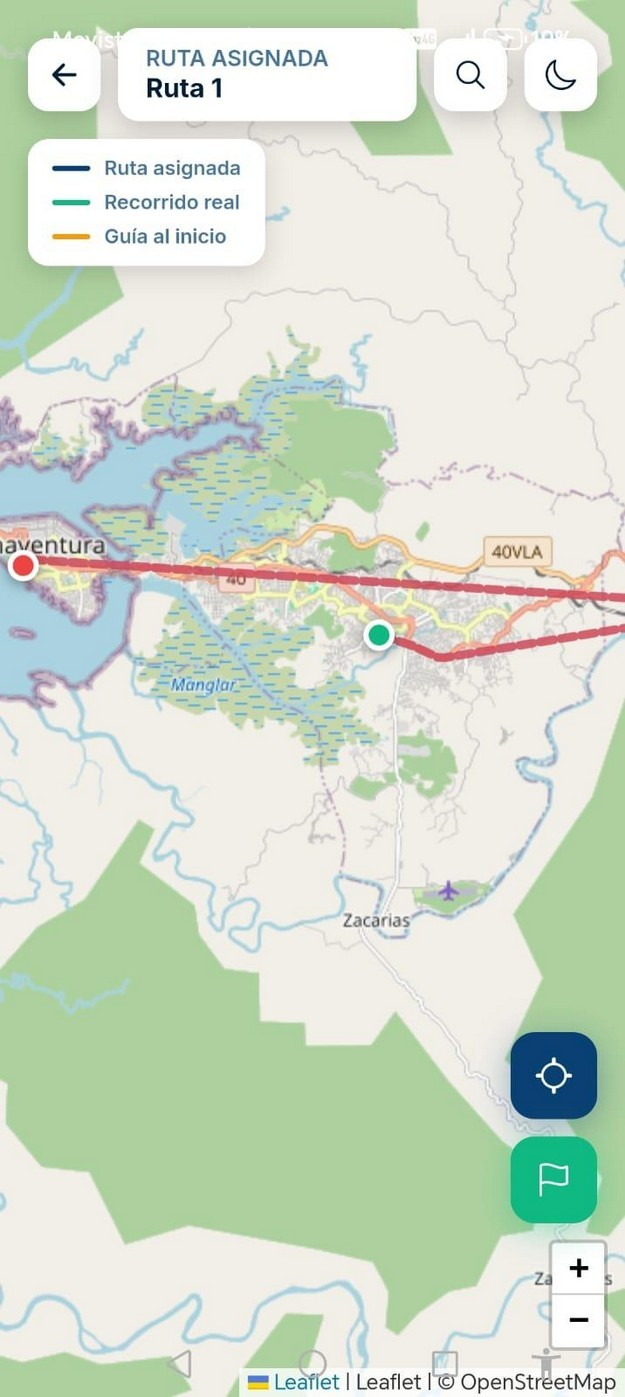 RUTA ASIGNADA
Ruta 1
Ruta asignada
Recorrido real
Guía al inicio
naventura
40VLA
40
Manglar
Zacarias
+
−
Leaflet | Leaflet | © OpenStreetMap